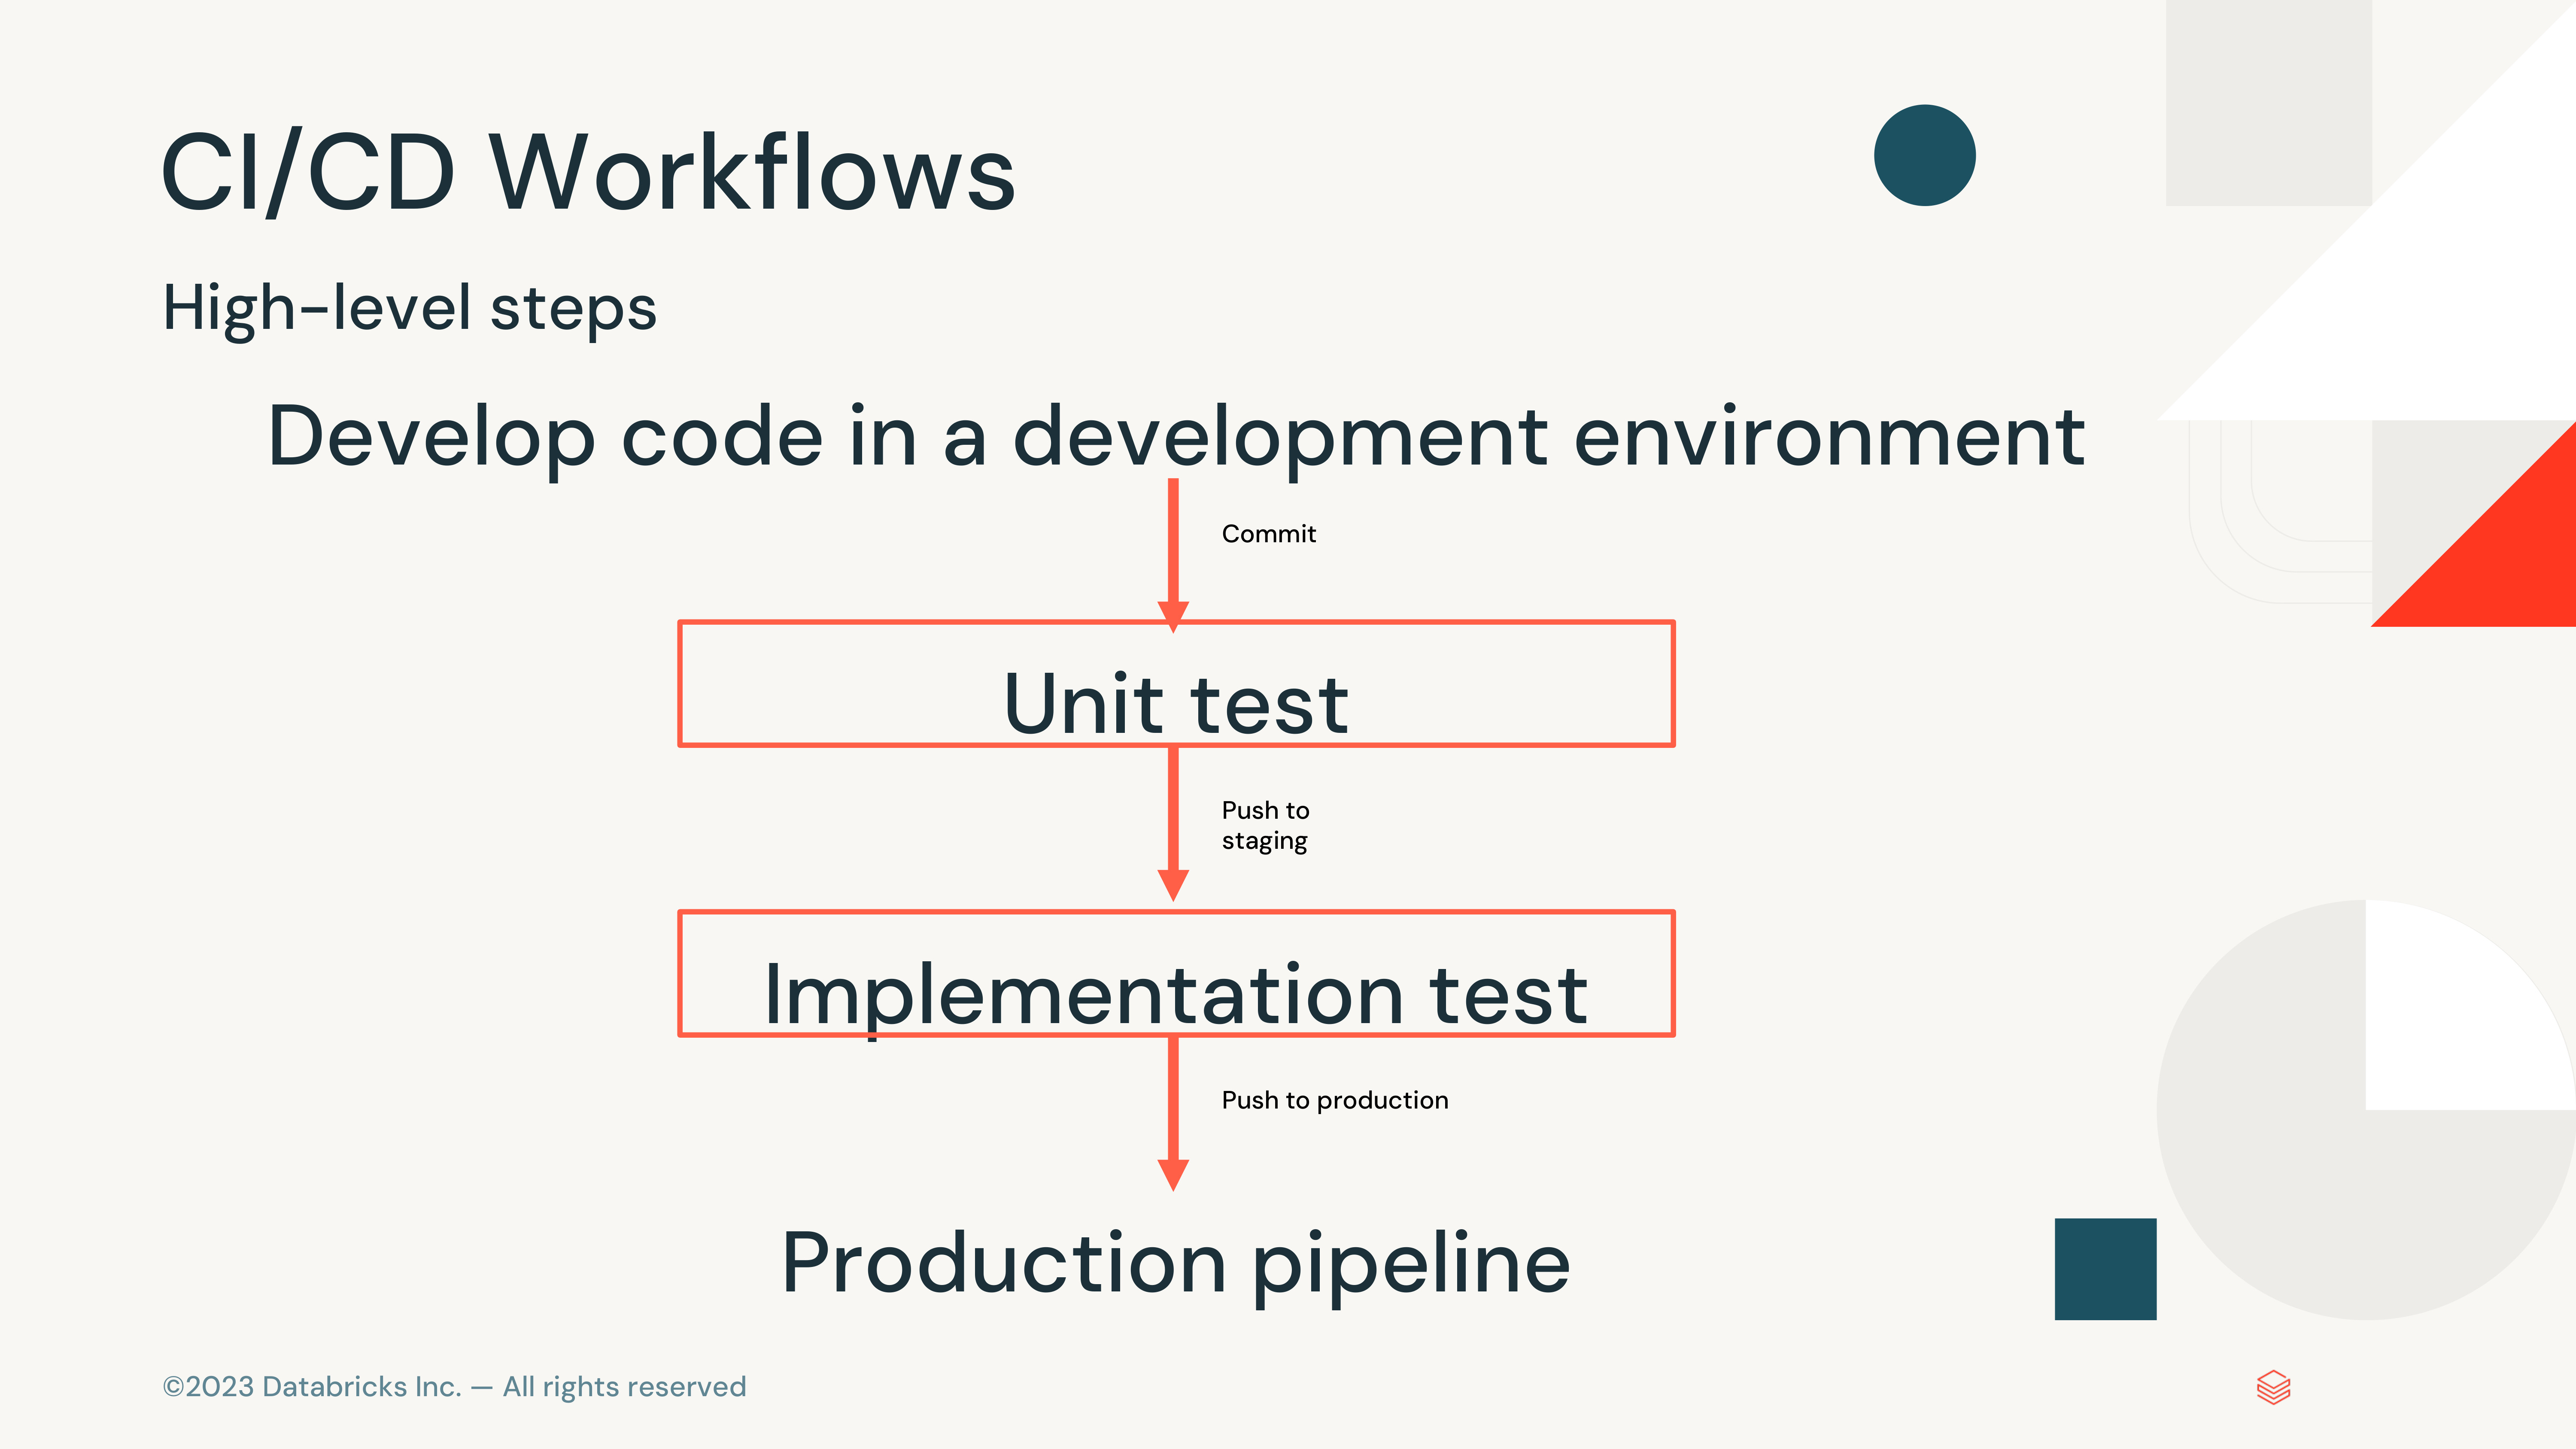 CI/CD Workflows
High-level steps
Develop code in a development environment
Commit
Unit test
Push to
staging
Implementation test
Push to production
Production pipeline
©2023 Databricks Inc. — All rights reserved